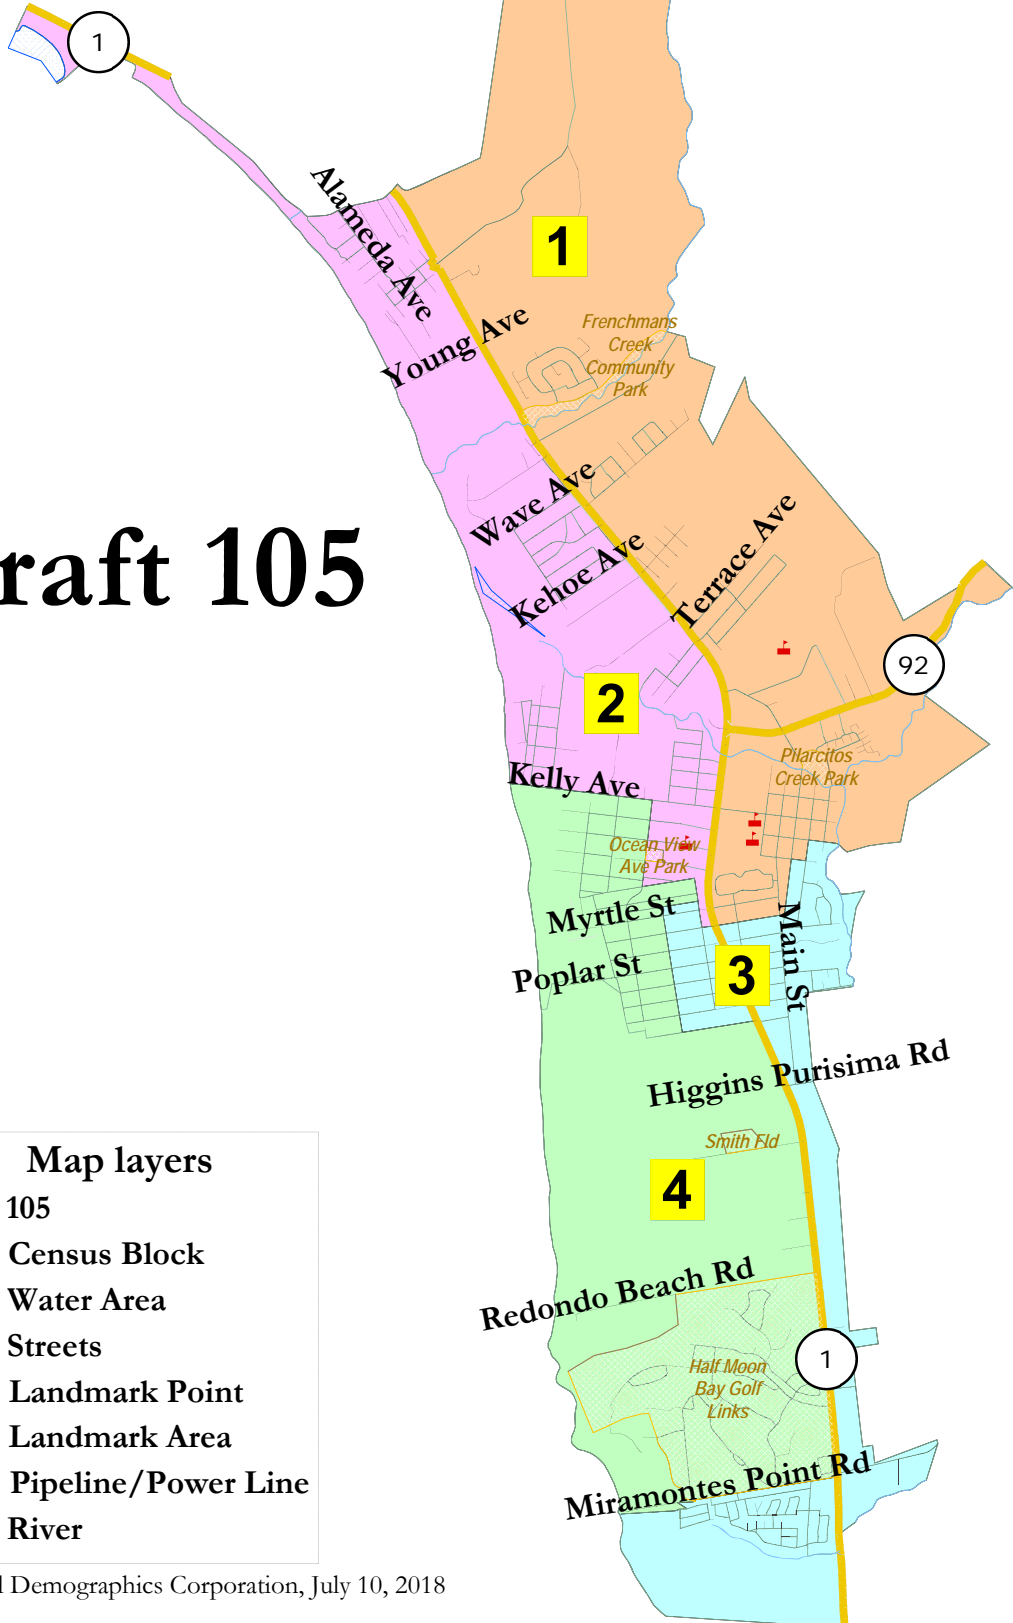 1
Alameda Ave
1
Young Ave
Frenchmans
Creek
Community
Park
Wave Ave
Kehoe Ave
Terrace Ave
raft 105
92
2
Pilarcitos
Creek Park
Kelly Ave
Ocean View
Ave Park
Myrtle St
Main St
Poplar St
3
Higgins Purisima Rd
Smith Fld
4
Redondo Beach Rd
1
Half Moon
Bay Golf
Links
Miramontes Point Rd
Map layers
105
Census Block
Water Area
Streets
Landmark Point
Landmark Area
Pipeline/Power Line
River
l Demographics Corporation, July 10, 2018